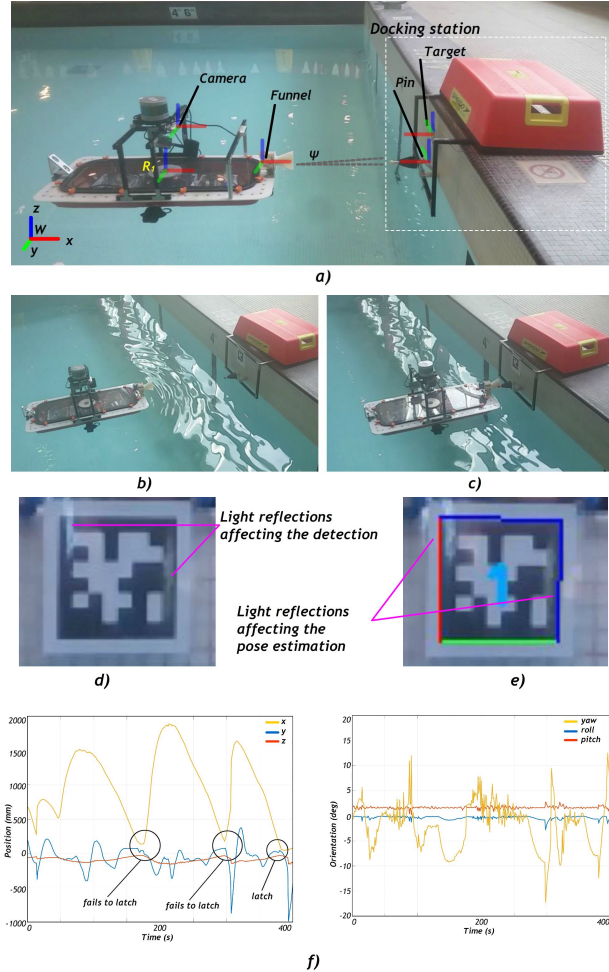 4 6
Docking station
Target
Camera
Pin
Funnel
ψ
R₁
z
W
x
y
a)
b)
c)
Light reflections
affecting the detection
Light reflections
affecting the
pose estimation
1
d)
e)
2000
1500
1000
500
0
-500
-1000
Position (mm)
x
y
z
fails to latch
fails to latch
latch
0
200
400
Time (s)
20
15
10
5
0
-5
-10
-15
-20
Orientation (deg)
yaw
roll
pitch
0
200
400
Time (s)
f)